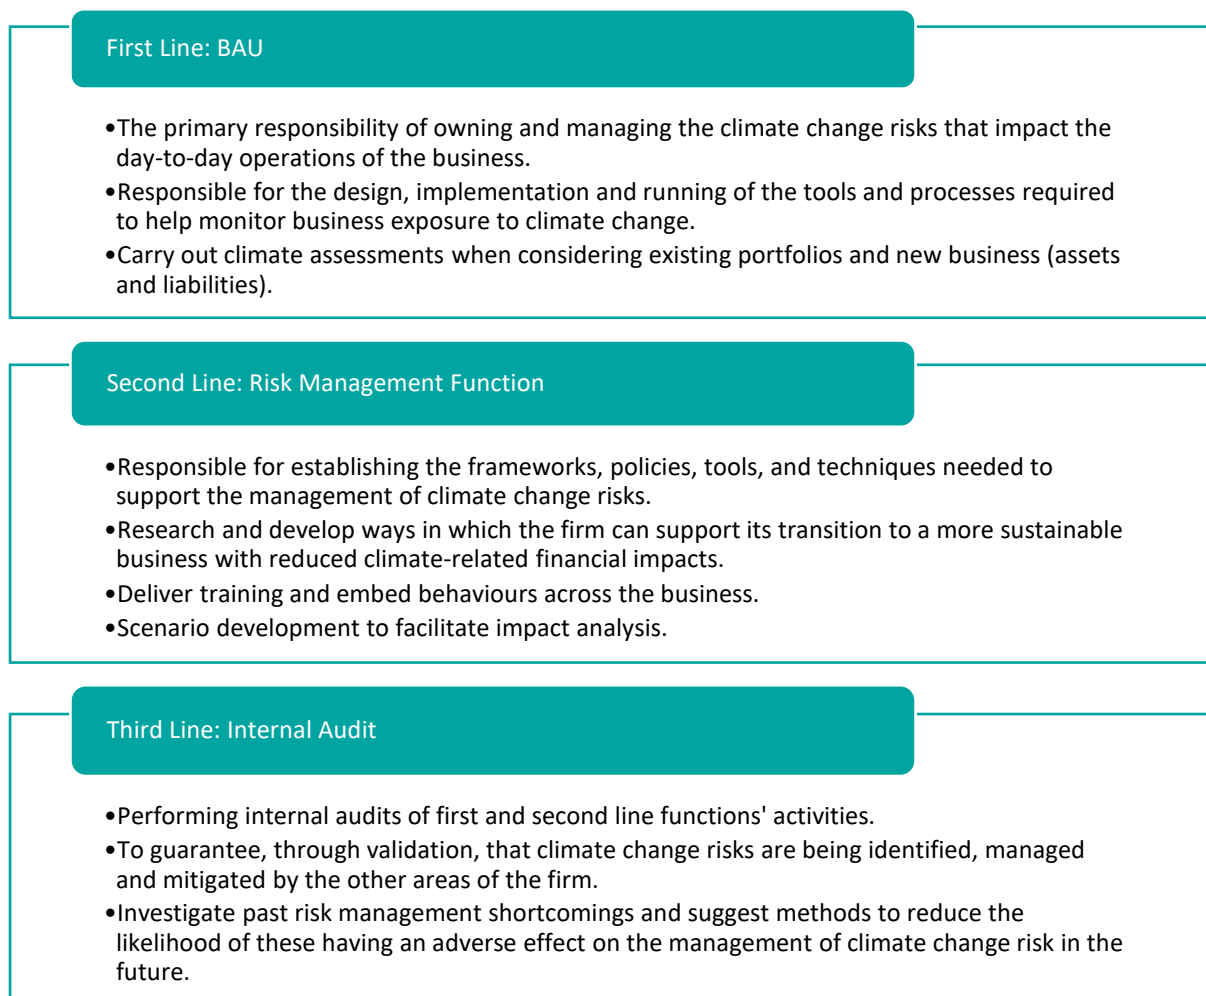 First Line: BAU
•The primary responsibility of owning and managing the climate change risks that impact the
day-to-day operations of the business.
•Responsible for the design, implementation and running of the tools and processes required
to help monitor business exposure to climate change.
•Carry out climate assessments when considering existing portfolios and new business (assets
and liabilities).
Second Line: Risk Management Function
•Responsible for establishing the frameworks, policies, tools, and techniques needed to
support the management of climate change risks.
•Research and develop ways in which the firm can support its transition to a more sustainable
business with reduced climate-related financial impacts.
•Deliver training and embed behaviours across the business.
•Scenario development to facilitate impact analysis.
Third Line: Internal Audit
•Performing internal audits of first and second line functions' activities.
•To guarantee, through validation, that climate change risks are being identified, managed
and mitigated by the other areas of the firm.
•Investigate past risk management shortcomings and suggest methods to reduce the
likelihood of these having an adverse effect on the management of climate change risk in the
future.